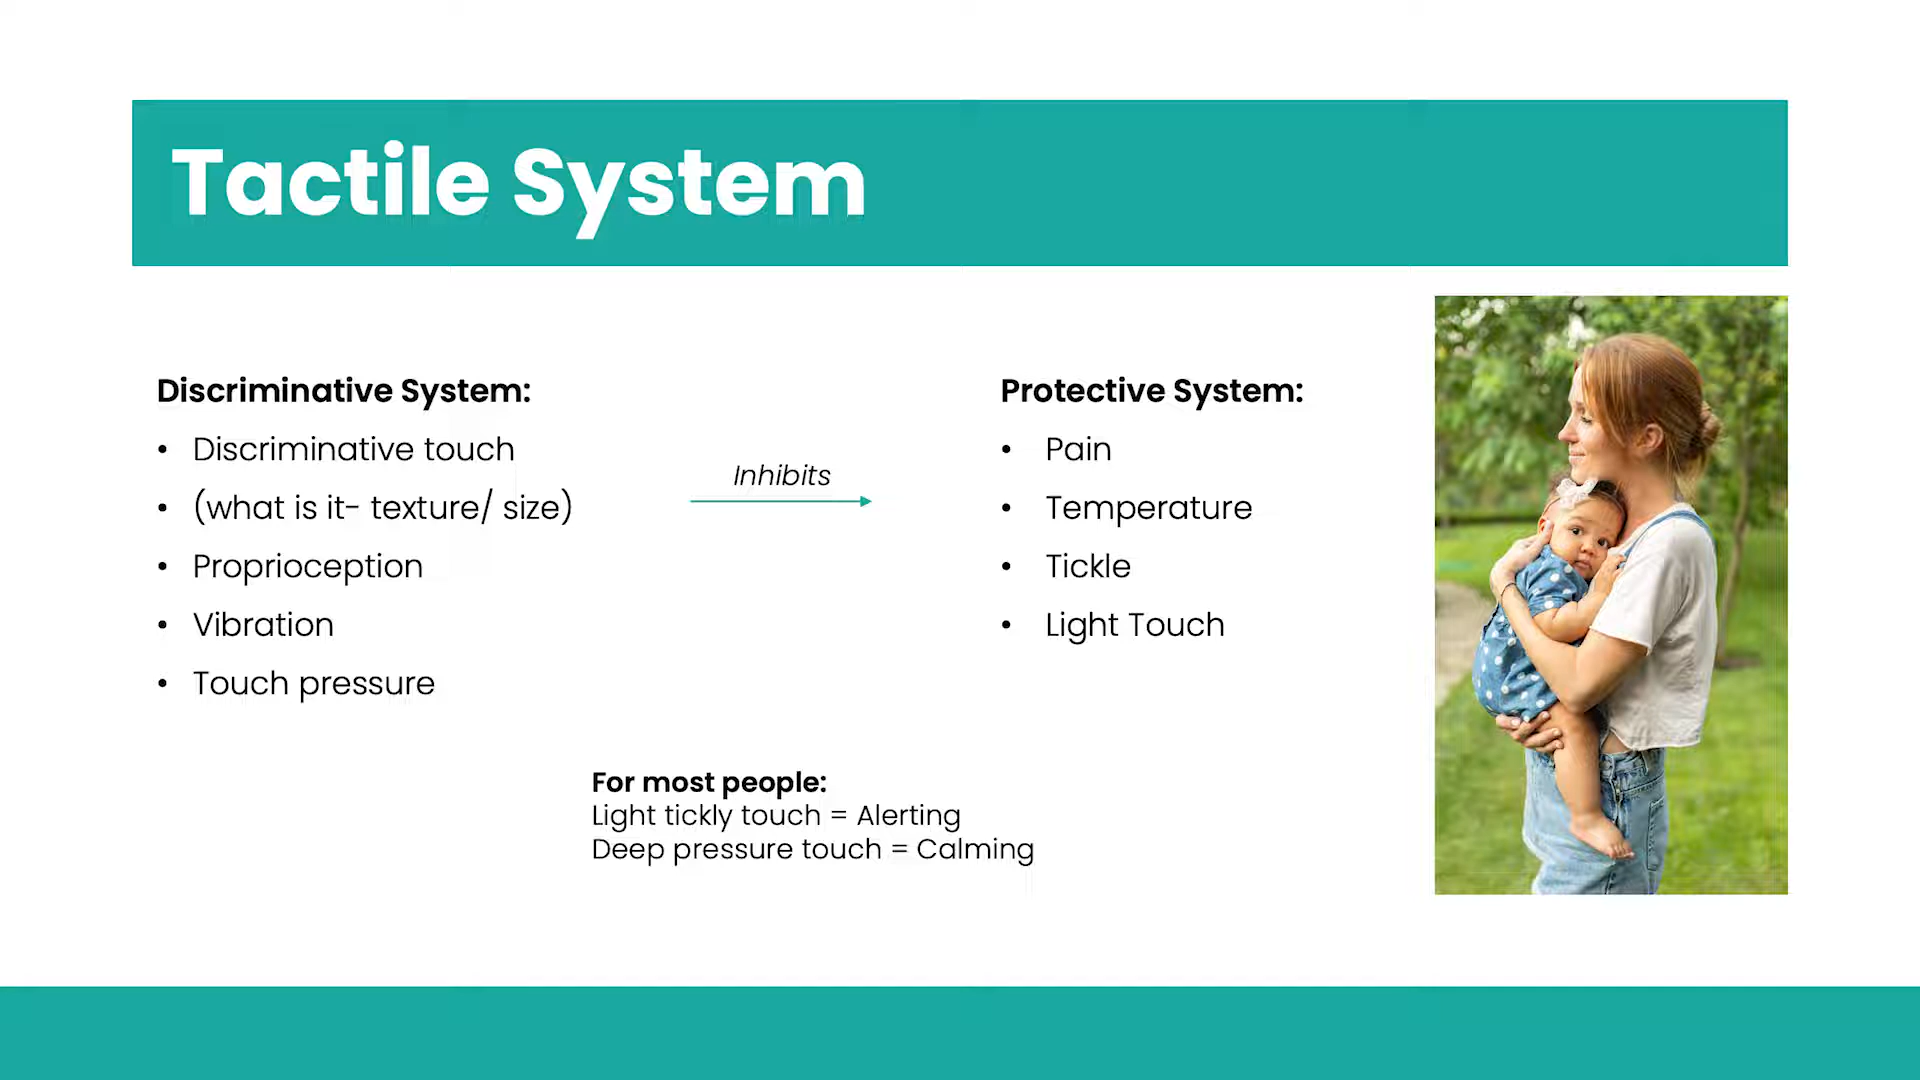 Tactile System
Discriminative System:
• Discriminative touch
• (what is it- texture/ size)
• Proprioception
• Vibration
• Touch pressure
Inhibits
Protective System:
• Pain
• Temperature
• Tickle
• Light Touch
For most people:
Light tickly touch = Alerting
Deep pressure touch = Calming